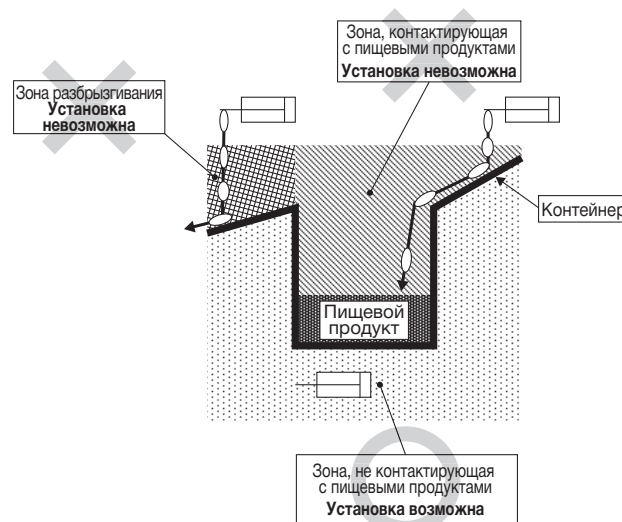 Зона, контактирующая
с пищевыми продуктами
Установка невозможна
Зона разбрызгивания
Установка
невозможна
Контейнер
Пищевой
продукт
Зона, не контактирующая
с пищевыми продуктами
Установка возможна